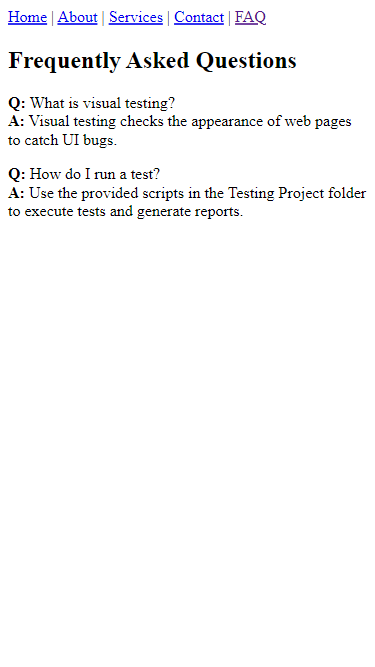 Home | About | Services | Contact | FAQ
Frequently Asked Questions
Q: What is visual testing?
A: Visual testing checks the appearance of web pages
to catch UI bugs.
Q: How do I run a test?
A: Use the provided scripts in the Testing Project folder
to execute tests and generate reports.